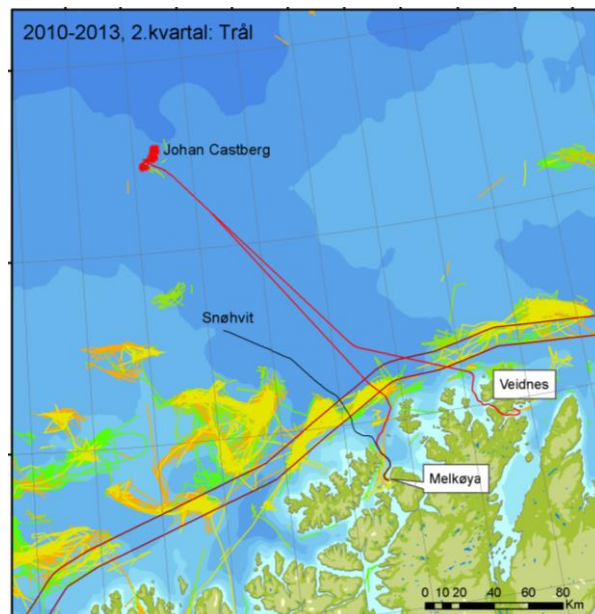 2010-2013, 2.kvartal: Trål
Johan Castberg
Snøhvit
Veidnes
Melkøya
0 10 20 40 60 80
Km